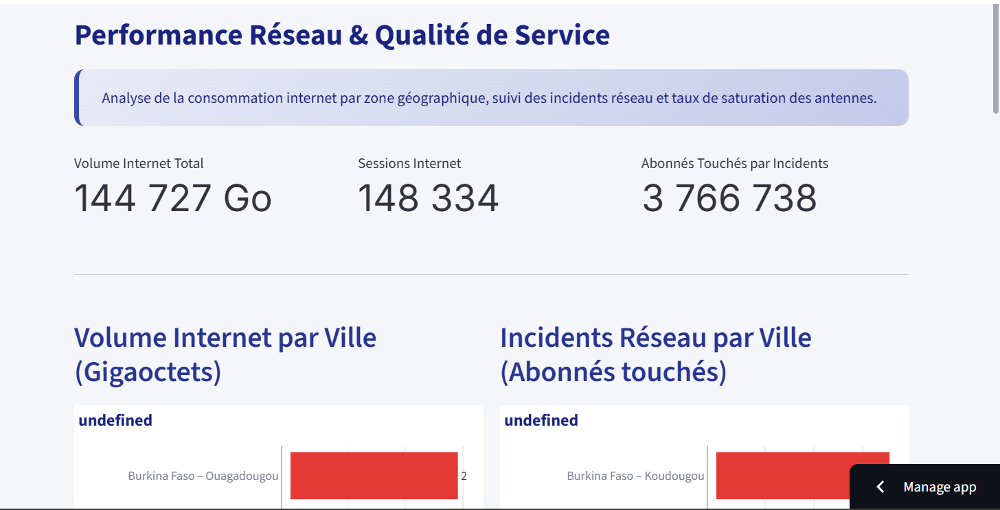 Performance Réseau & Qualité de Service
Analyse de la consommation internet par zone géographique, suivi des incidents réseau et taux de saturation des antennes.
Volume Internet Total
144 727 Go
Sessions Internet
148 334
Abonnés Touchés par Incidents
3 766 738
Volume Internet par Ville
(Gigaoctets)
undefined
Burkina Faso – Ouagadougou
2
Incidents Réseau par Ville
(Abonnés touchés)
undefined
Burkina Faso – Koudougou
Manage app